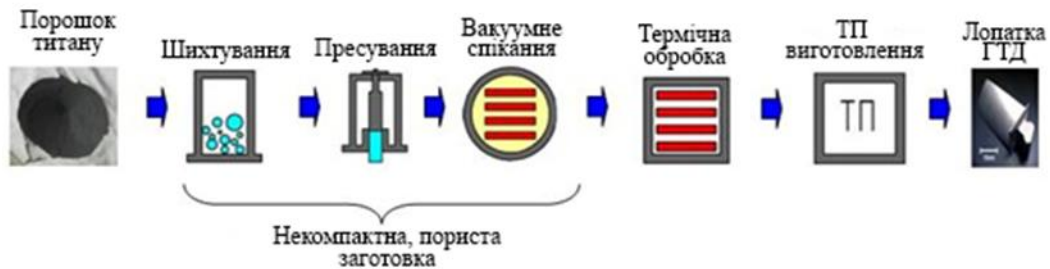 Порошок
титану
Шихтування
Пресування
Вакуумне
спікання
Термічна
обробка
ТП
виготовлення
Лопатка
ГТД
ТП
Некомпактна, пориста
заготовка